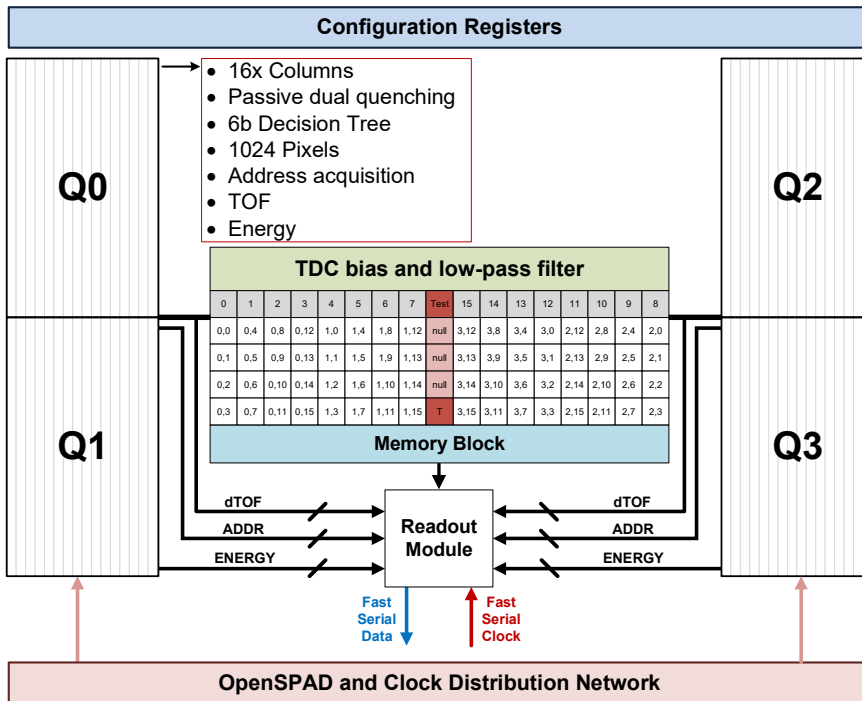 Configuration Registers
Q0
• 16x Columns
• Passive dual quenching
• 6b Decision Tree
• 1024 Pixels
• Address acquisition
• TOF
• Energy
Q2
TDC bias and low-pass filter
0 1 2 3 4 5 6 7 Test 15 14 13 12 11 10 9 8
0,0 0,4 0,8 0,12 1,0 1,4 1,8 1,12 null 3,12 3,8 3,4 3,0 2,12 2,8 2,4 2,0
0,1 0,5 0,9 0,13 1,1 1,5 1,9 1,13 null 3,13 3,9 3,5 3,1 2,13 2,9 2,5 2,1
0,2 0,6 0,10 0,14 1,2 1,6 1,10 1,14 null 3,14 3,10 3,6 3,2 2,14 2,10 2,6 2,2
0,3 0,7 0,11 0,15 1,3 1,7 1,11 1,15 T 3,15 3,11 3,7 3,3 2,15 2,11 2,7 2,3
Q1
Memory Block
Q3
dTOF
ADDR
ENERGY
Readout
Module
dTOF
ADDR
ENERGY
Fast
Serial
Data
Fast
Serial
Clock
OpenSPAD and Clock Distribution Network